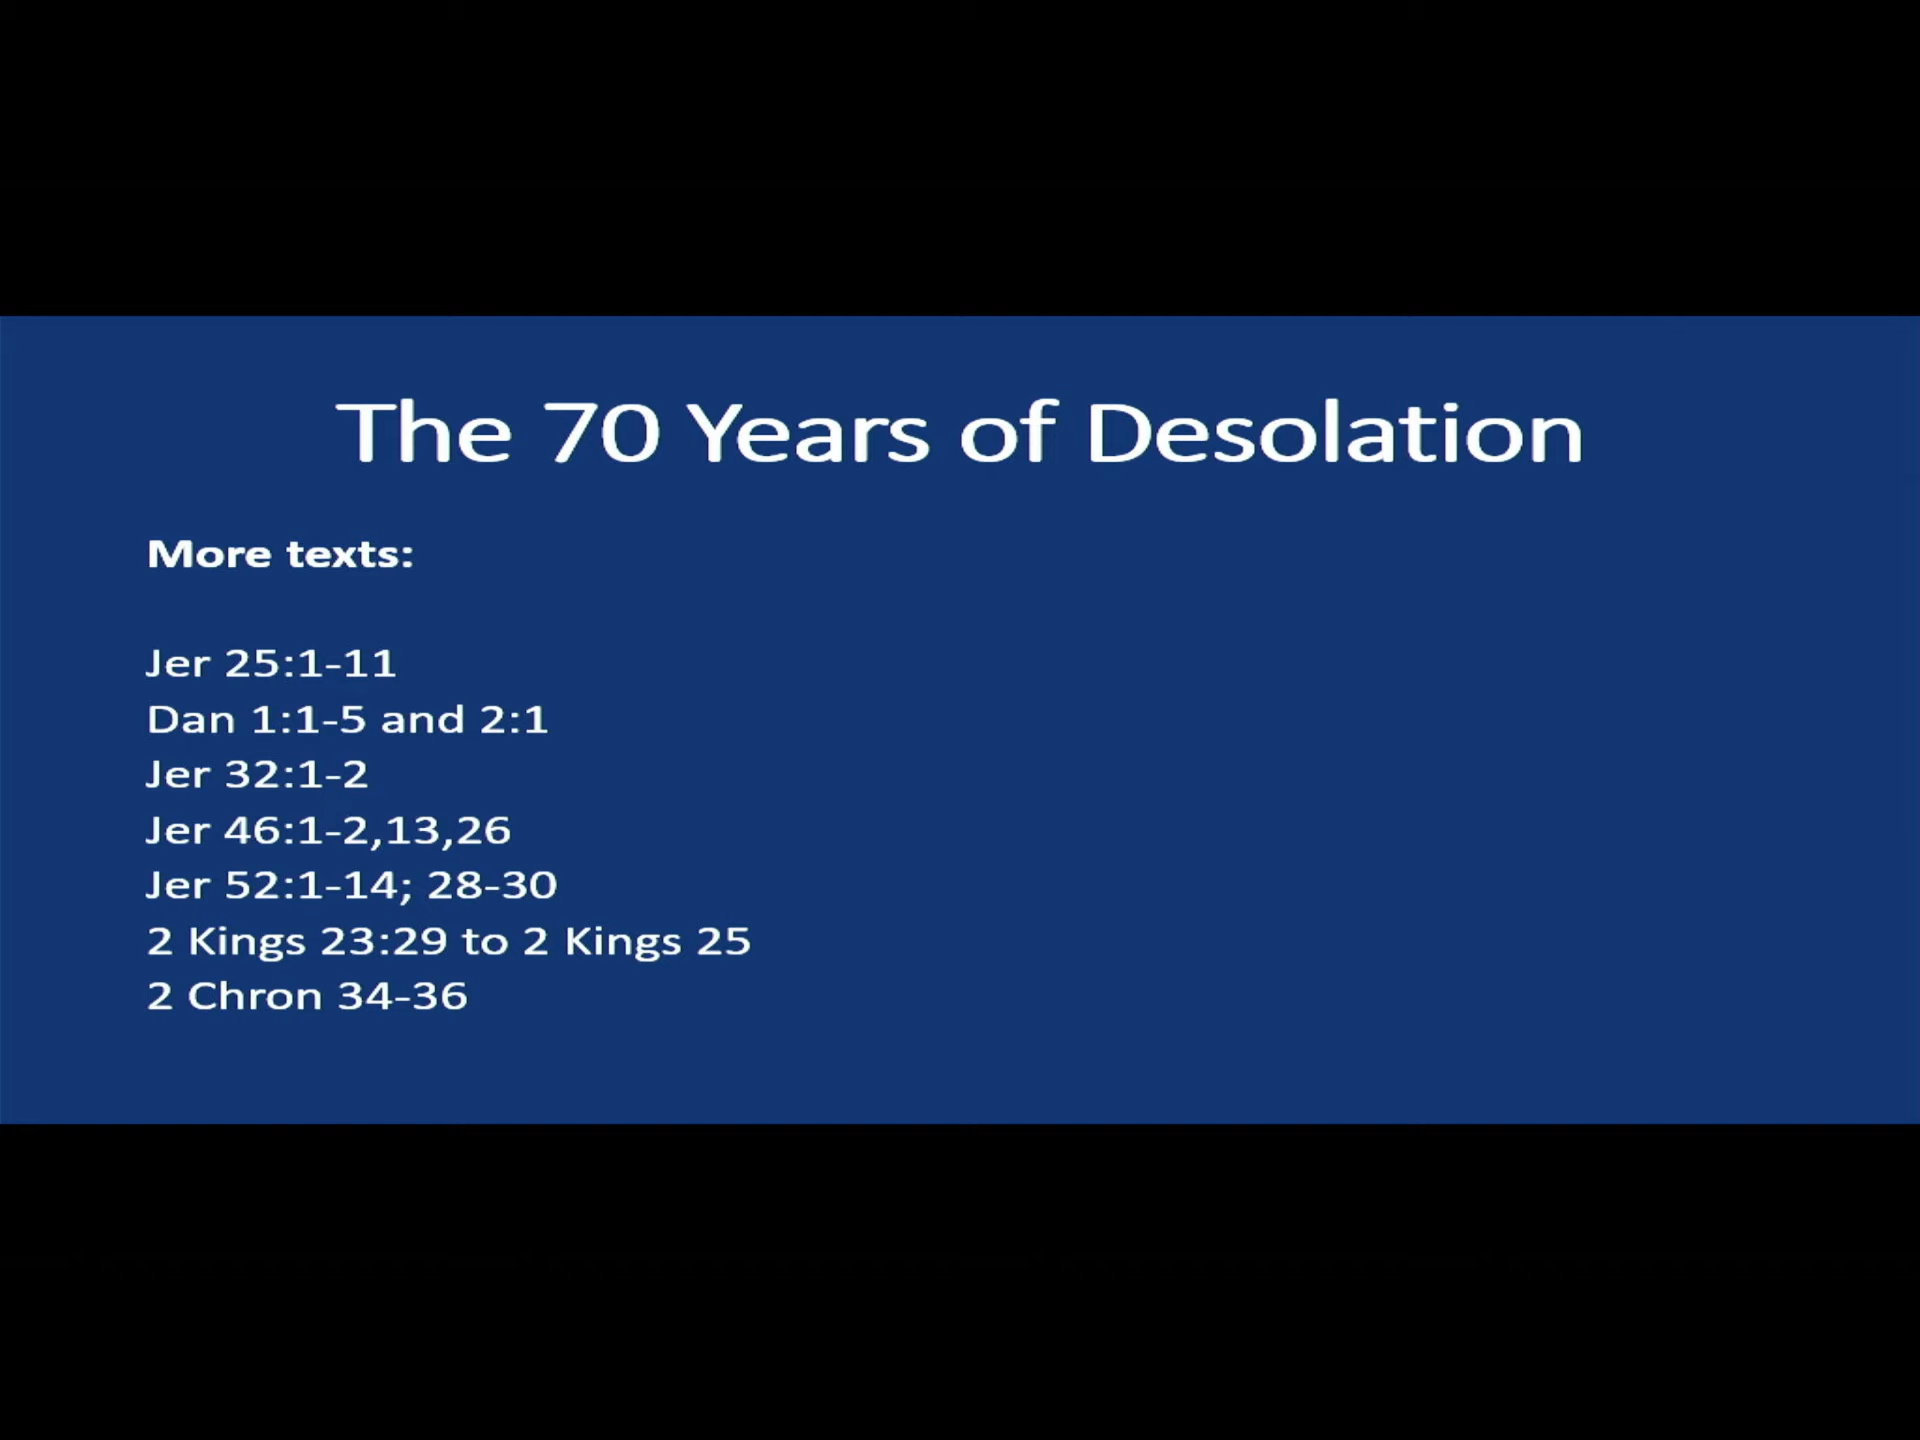 The 70 Years of Desolation
More texts:
Jer 25:1-11
Dan 1:1-5 and 2:1
Jer 32:1-2
Jer 46:1-2,13,26
Jer 52:1-14; 28-30
2 Kings 23:29 to 2 Kings 25
2 Chron 34-36